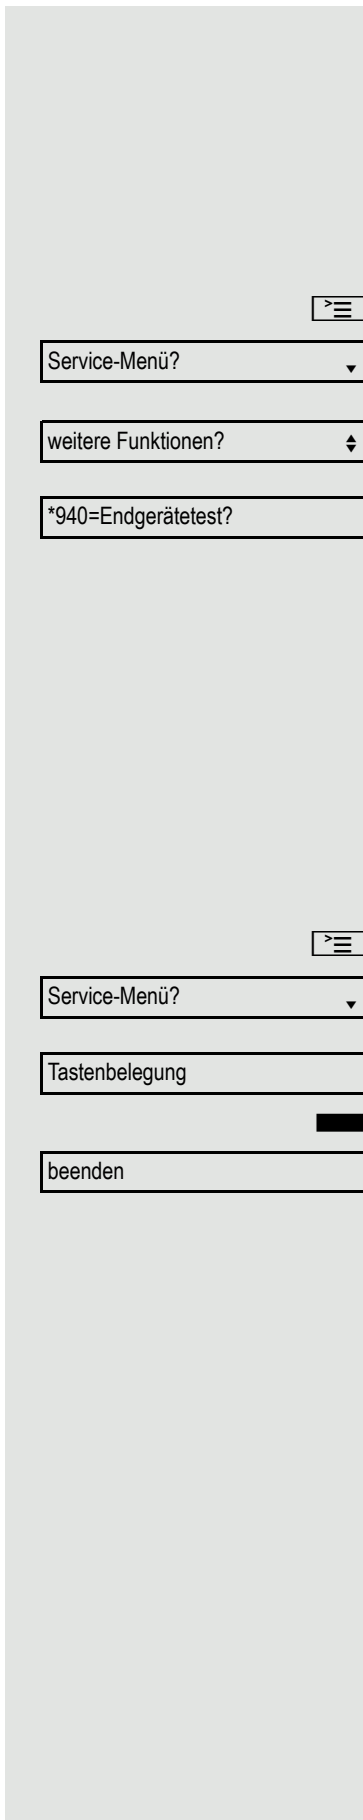 Service-Menü?
weitere Funktionen?
*940=Endgerätetest?
Service-Menü?
Tastenbelegung
beenden